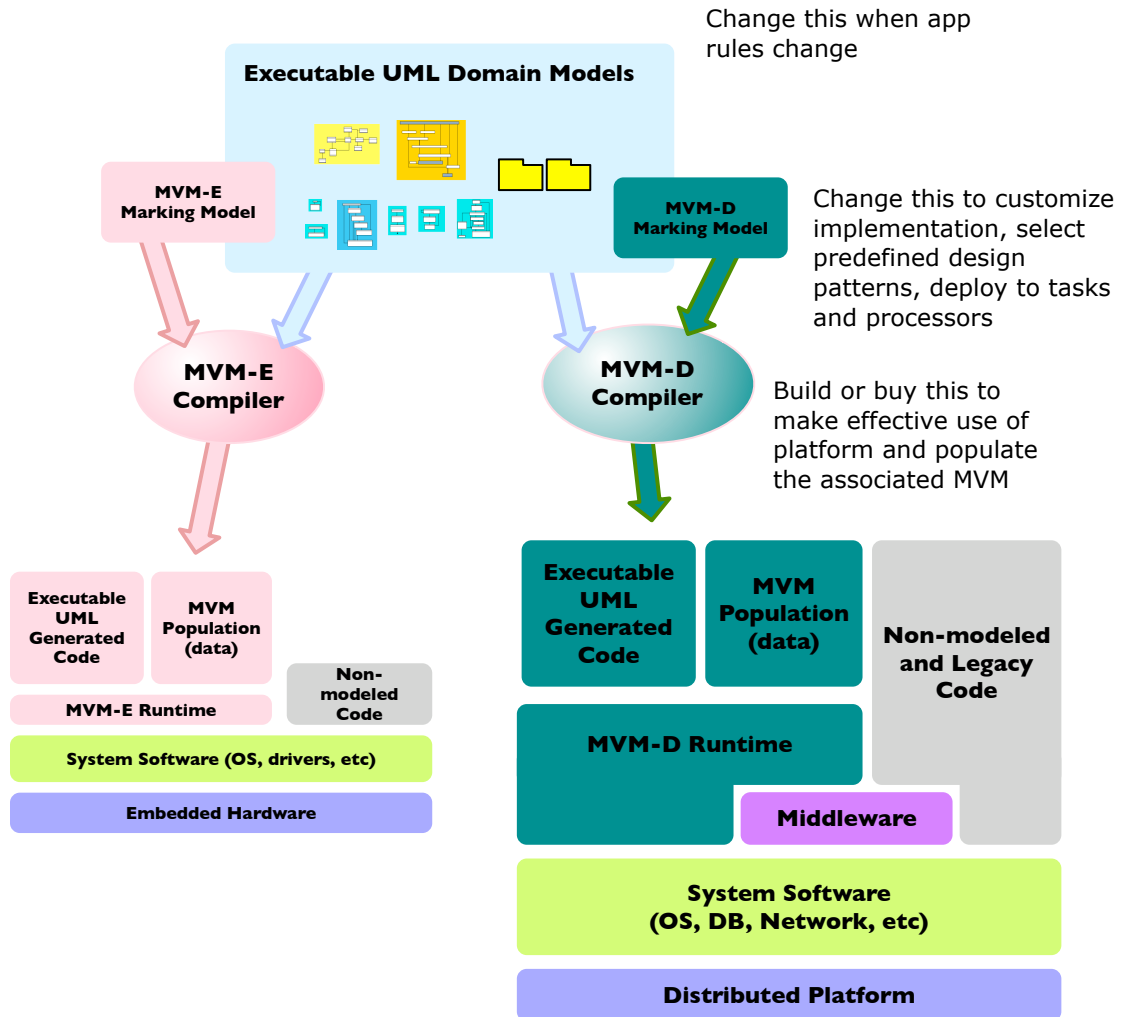 Change this when app
rules change
Executable UML Domain Models
MVM-E
Marking Model
MVM-D
Marking Model
Change this to customize
implementation, select
predefined design
patterns, deploy to tasks
and processors
MVM-E
Compiler
MVM-D
Compiler
Build or buy this to
make effective use of
platform and populate
the associated MVM
Executable
UML
Generated
Code
MVM
Population
(data)
Non-
modeled
Code
MVM-E Runtime
System Software (OS, drivers, etc)
Embedded Hardware
Executable
UML
Generated
Code
MVM
Population
(data)
Non-modeled
and Legacy
Code
MVM-D Runtime
Middleware
System Software
(OS, DB, Network, etc)
Distributed Platform